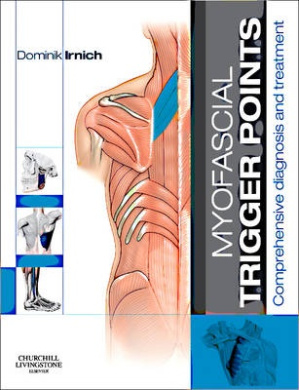 Dominik Irnich
MYOFASCIAL
TRIGGER POINTS
Comprehensive diagnosis and treatment
CHURCHILL
LIVINGSTONE
ELSEVIER